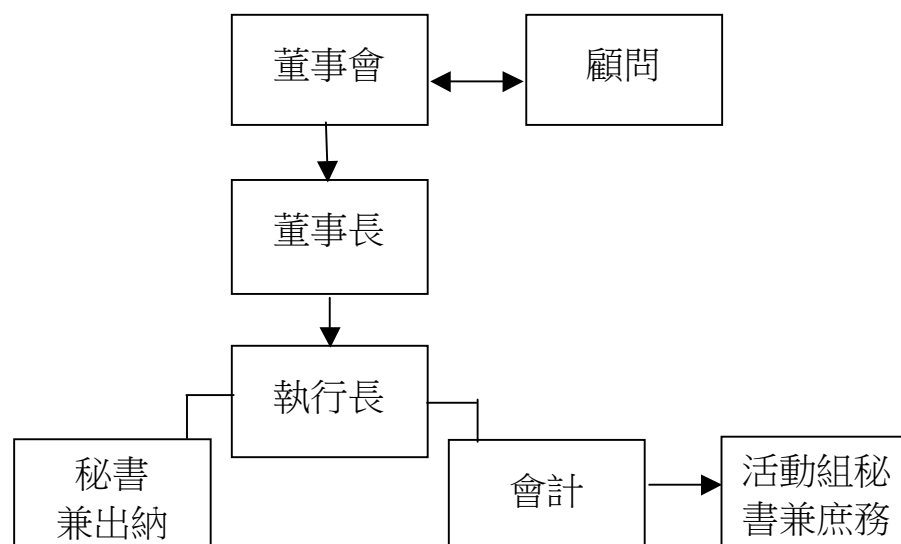 董事會
顧問
董事長
執行長
秘書
兼出納
會計
活動組秘
書兼庶務